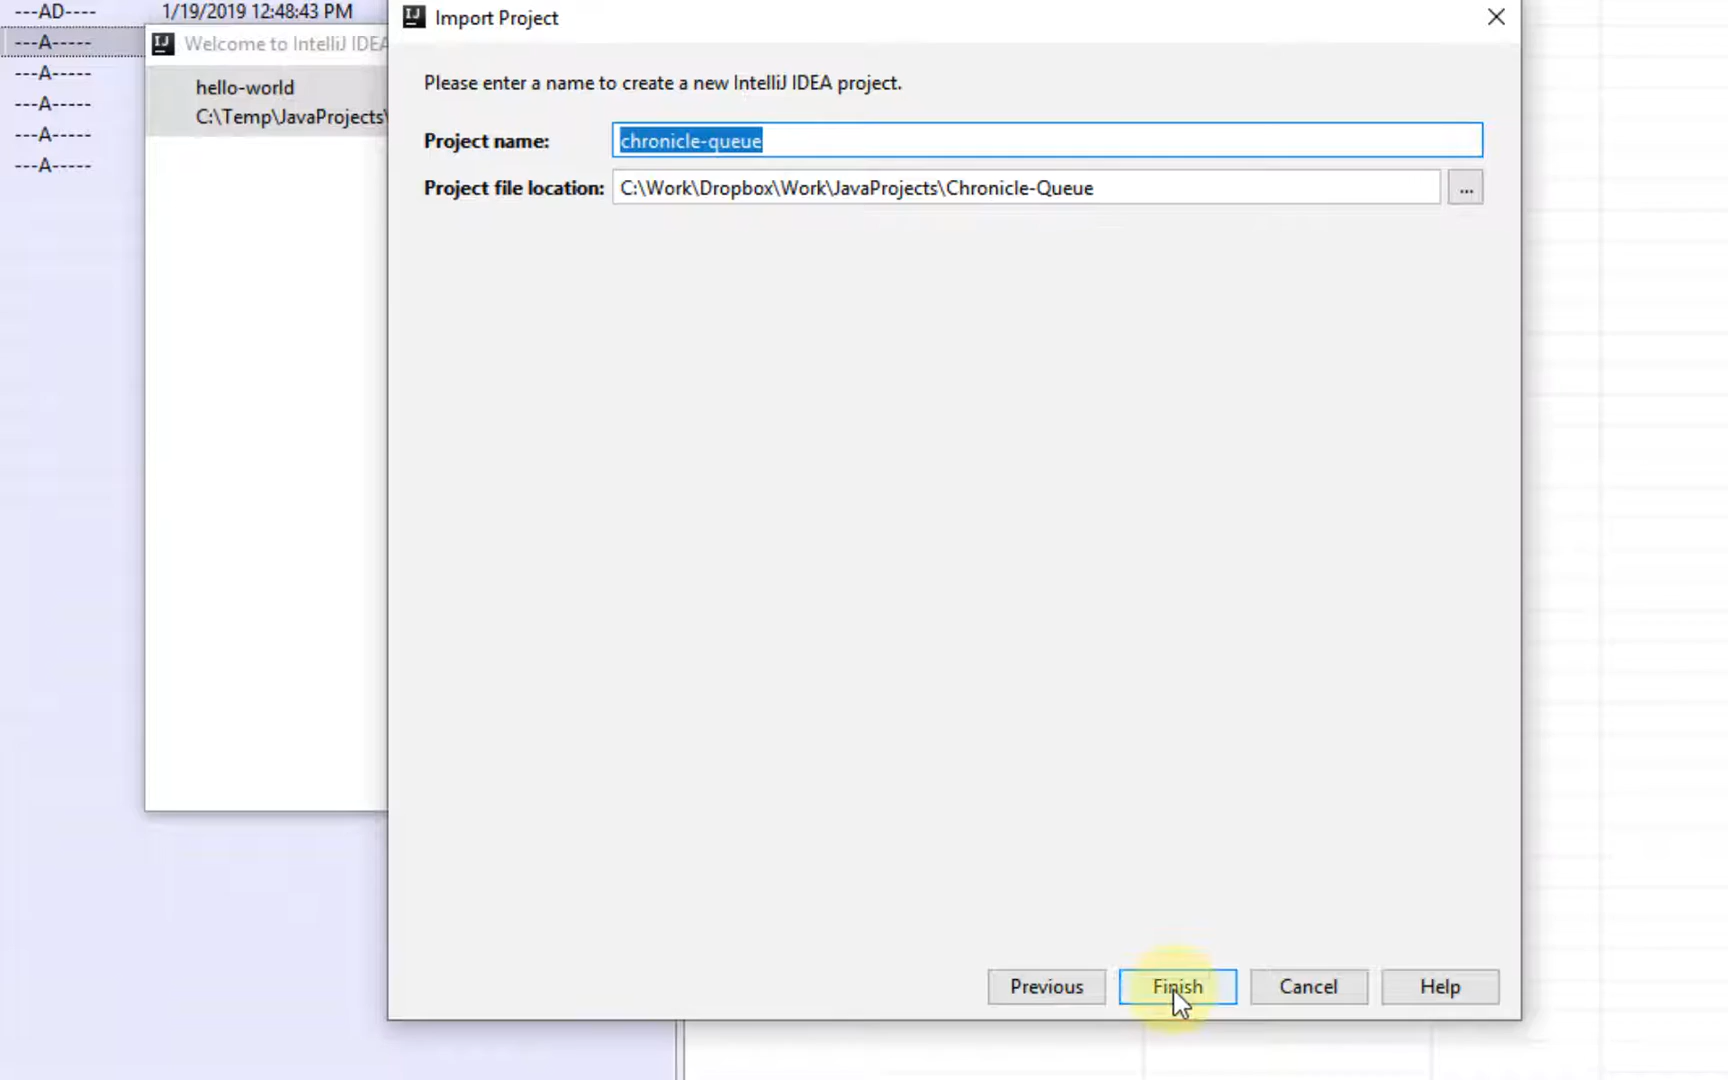 ---AD---- 1/19/2019 12:48:43 PM
---A-----
---A-----
---A-----
---A-----
---A-----
IJ Welcome to IntelliJ IDEA
hello-world
C:\Temp\JavaProjects\
IJ Import Project
Please enter a name to create a new IntelliJ IDEA project.
Project name: chronicle-queue
Project file location: C:\Work\Dropbox\Work\JavaProjects\Chronicle-Queue ...
Previous Finish Cancel Help